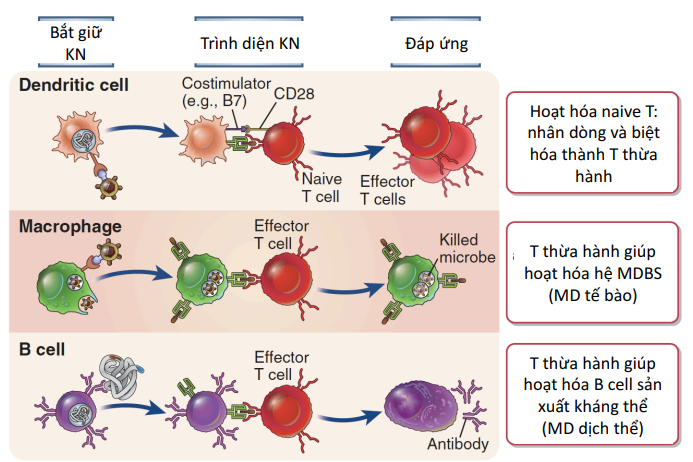 Bắt giữ
KN
Trình diện KN
Đáp ứng
Dendritic cell
Costimulator
(e.g., B7)
CD28
Naive
T cell
Effector
T cells
Hoạt hóa naive T:
nhân dòng và biệt
hóa thành T thừa
hành
Macrophage
Effector
T cell
Killed
microbe
T thừa hành giúp
hoạt hóa hệ MDBS
(MD tế bào)
B cell
Effector
T cell
Antibody
T thừa hành giúp
hoạt hóa B cell sản
xuất kháng thể
(MD dịch thể)